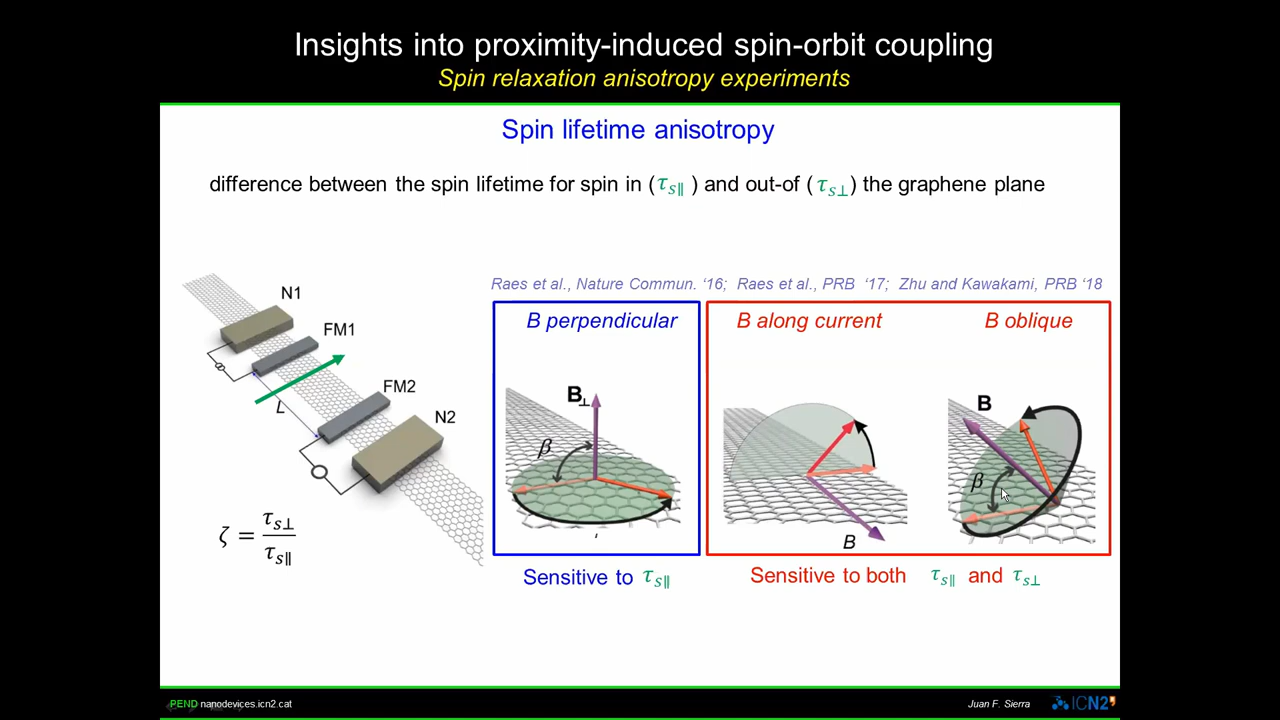 Insights into proximity-induced spin-orbit coupling
Spin relaxation anisotropy experiments
Spin lifetime anisotropy
difference between the spin lifetime for spin in (τs∥ ) and out-of (τs⊥) the graphene plane
Raes et al., Nature Commun. ‘16; Raes et al., PRB ‘17; Zhu and Kawakami, PRB ‘18
N1
FM1
L
FM2
N2
ζ = τs⊥/τs∥
B perpendicular
B⊥
β
Sensitive to τs∥
B along current
B
B oblique
B
β
Sensitive to both τs∥ and τs⊥
PEND nanodevices.icn2.cat
Juan F. Sierra
ICN2